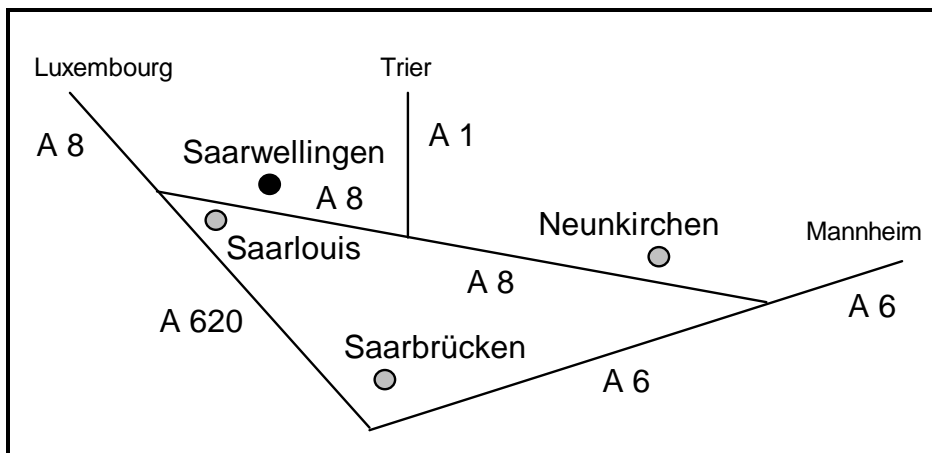 Luxembourg
Trier
A 8
A 1
Saarwellingen
A 8
Neunkirchen
Saarlouis
Mannheim
A 8
A 6
A 620
Saarbrücken
A 6